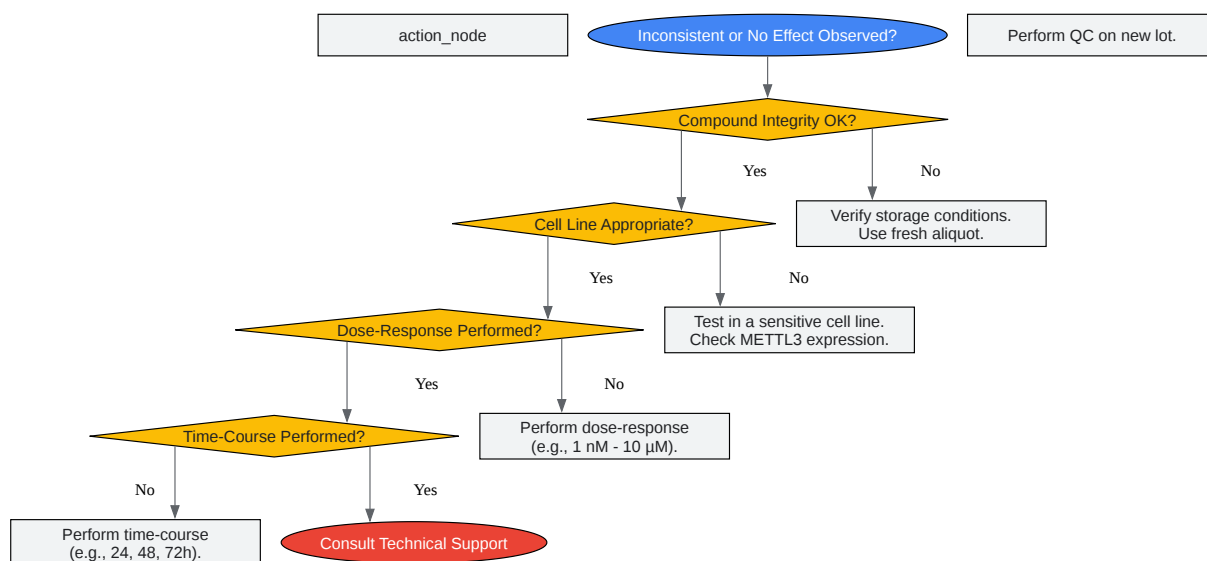 action_node
Inconsistent or No Effect Observed?
Perform QC on new lot.
Compound Integrity OK?
Yes
No
Verify storage conditions.
Use fresh aliquot.
Cell Line Appropriate?
Yes
No
Test in a sensitive cell line.
Check METTL3 expression.
Dose-Response Performed?
Yes
No
Perform dose-response
(e.g., 1 nM - 10 µM).
Time-Course Performed?
No
Yes
Perform time-course
(e.g., 24, 48, 72h).
Consult Technical Support